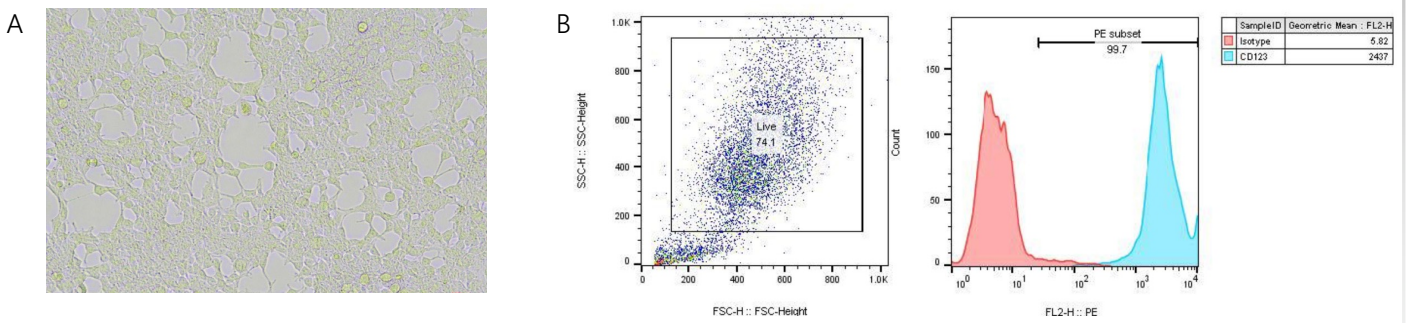 A
B
1.0K
800
600
400
200
0
SSC-H :: SSC-Height
Live
74.1
0
200
400
600
800
1.0K
FSC-H :: FSC-Height
PE subset
99.7
150
100
50
0
Count
10^0
10^1
10^2
10^3
10^4
FL2-H :: PE
SampleID Geometric Mean : FL2-H
Isotype 5.82
CD123 2437